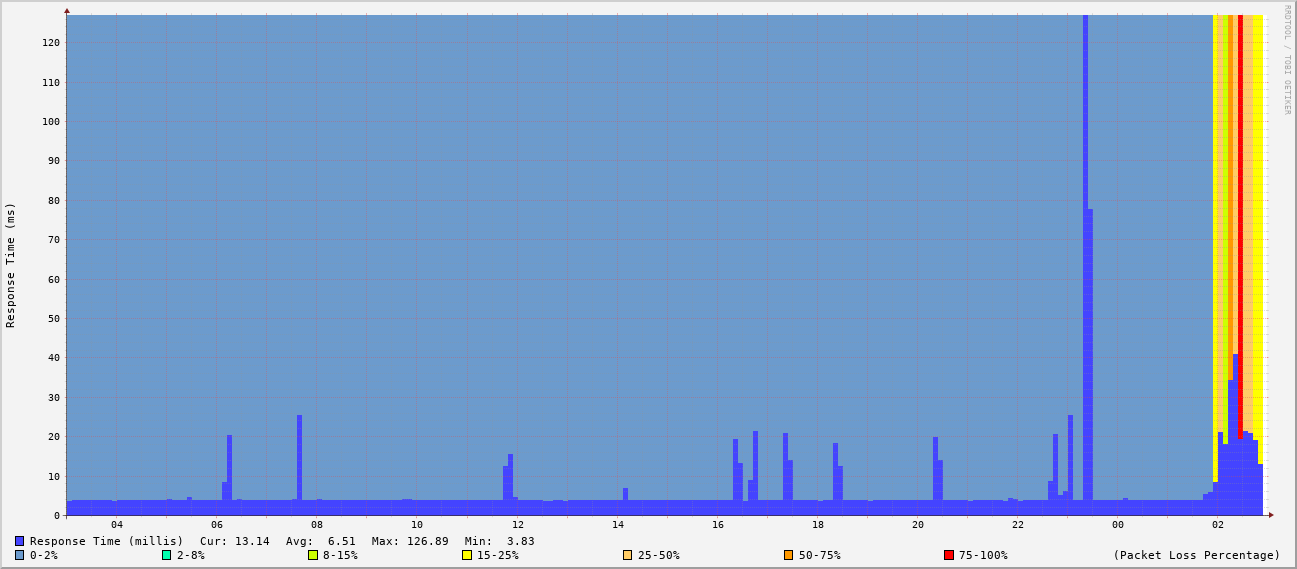 RRDTOOL / TOBI OETIKER
Response Time (ms)
120
110
100
90
80
70
60
50
40
30
20
10
0
04 06 08 10 12 14 16 18 20 22 00 02
Response Time (millis) Cur: 13.14 Avg: 6.51 Max: 126.89 Min: 3.83
0-2% 2-8% 8-15% 15-25% 25-50% 50-75% 75-100% (Packet Loss Percentage)